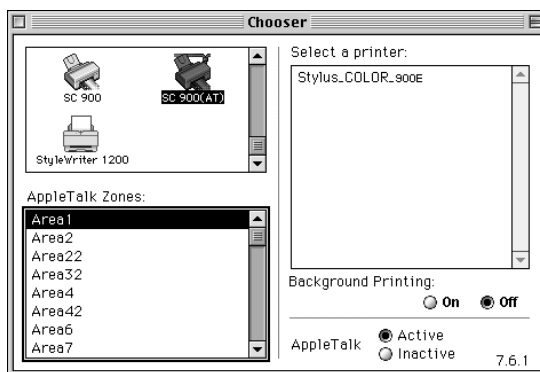 Chooser
SC 900
SC 900(AT)
StyleWriter 1200
AppleTalk Zones:
Area1
Area2
Area22
Area32
Area4
Area42
Area6
Area7
Select a printer:
Stylus_COLOR_900E
Background Printing:
On Off
AppleTalk
Active
Inactive
7.6.1